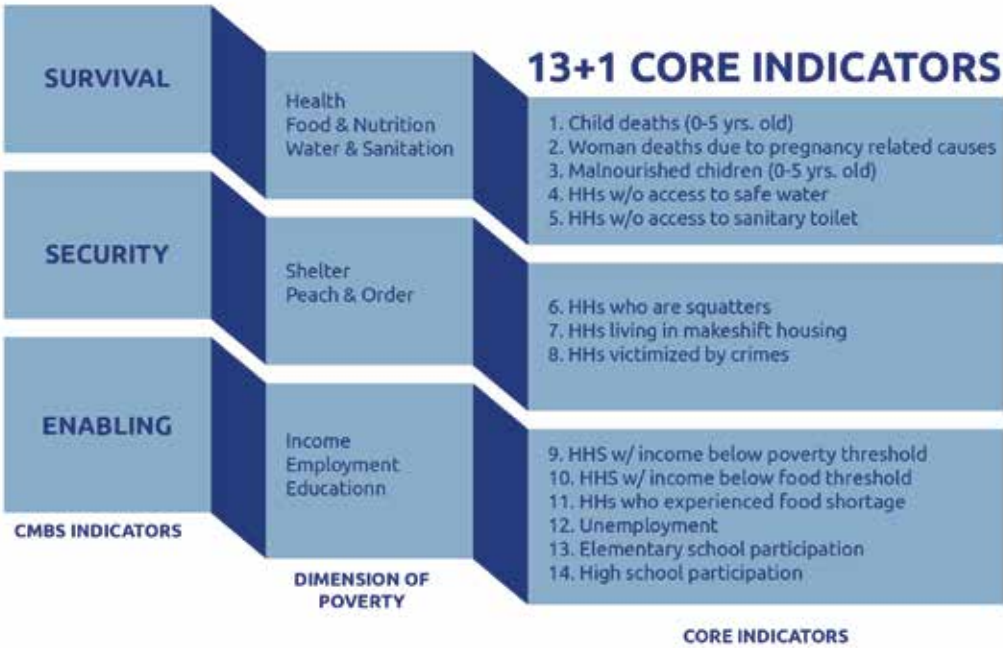 SURVIVAL
Health
Food & Nutrition
Water & Sanitation
13+1 CORE INDICATORS
1. Child deaths (0-5 yrs. old)
2. Woman deaths due to pregnancy related causes
3. Malnourished chidren (0-5 yrs. old)
4. HHs w/o access to safe water
5. HHs w/o access to sanitary toilet
SECURITY
Shelter
Peach & Order
6. HHs who are squatters
7. HHs living in makeshift housing
8. HHs victimized by crimes
ENABLING
Income
Employment
Educationn
9. HHS w/ income below poverty threshold
10. HHS w/ income below food threshold
11. HHs who experienced food shortage
12. Unemployment
13. Elementary school participation
14. High school participation
CMBS INDICATORS
DIMENSION OF
POVERTY
CORE INDICATORS